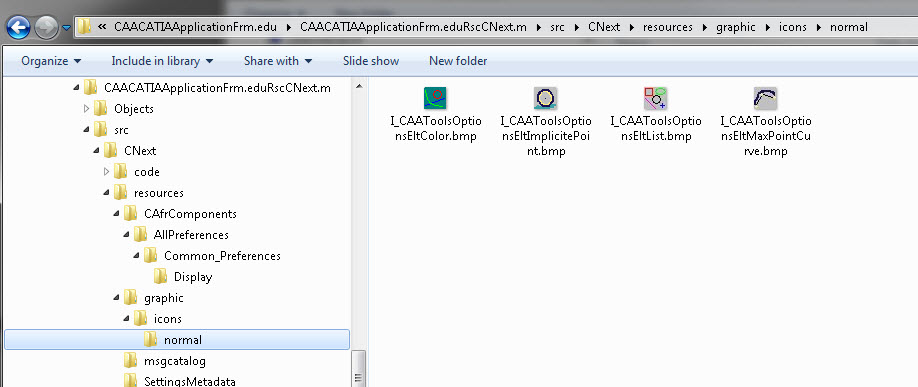 « CAACATIAApplicationFrm.edu CAACATIAApplicationFrm.eduRscCNext.m src CNext resources graphic icons normal
Organize Include in library Share with Slide show New folder
CAACATIAApplicationFrm.eduRscCNext.m
Objects
src
CNext
code
resources
CAfrComponents
AllPreferences
Common_Preferences
Display
graphic
icons
normal
msgcatalog
SettingsMetadata
I_CAAToolsOptionsEltColor.bmp
I_CAAToolsOptionsEltImplicitePoint.bmp
I_CAAToolsOptionsEltList.bmp
I_CAAToolsOptionsEltMaxPointCurve.bmp